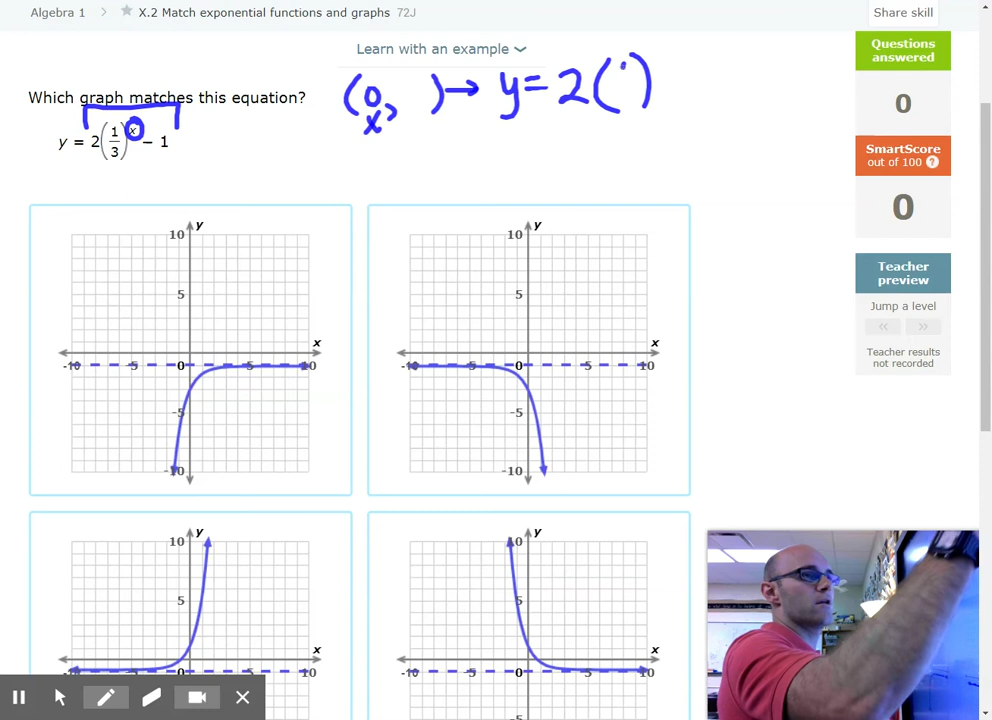 Algebra 1 > X.2 Match exponential functions and graphs 72J
Share skill
Learn with an example
Which graph matches this equation?
y = 2(1/3)^x − 1
(0, ) → y = 2( )
x
Questions answered
0
SmartScore
out of 100 ?
0
Teacher preview
Jump a level
<< >>
Teacher results not recorded
y
10
5
x
-10 -5 0 5 10
-5
-10
y
10
5
x
-10 -5 0 5 10
-5
-10
y
10
5
x
-10 -5 0 5 10
y
10
5
x
-10 -5 0 5 10
-5